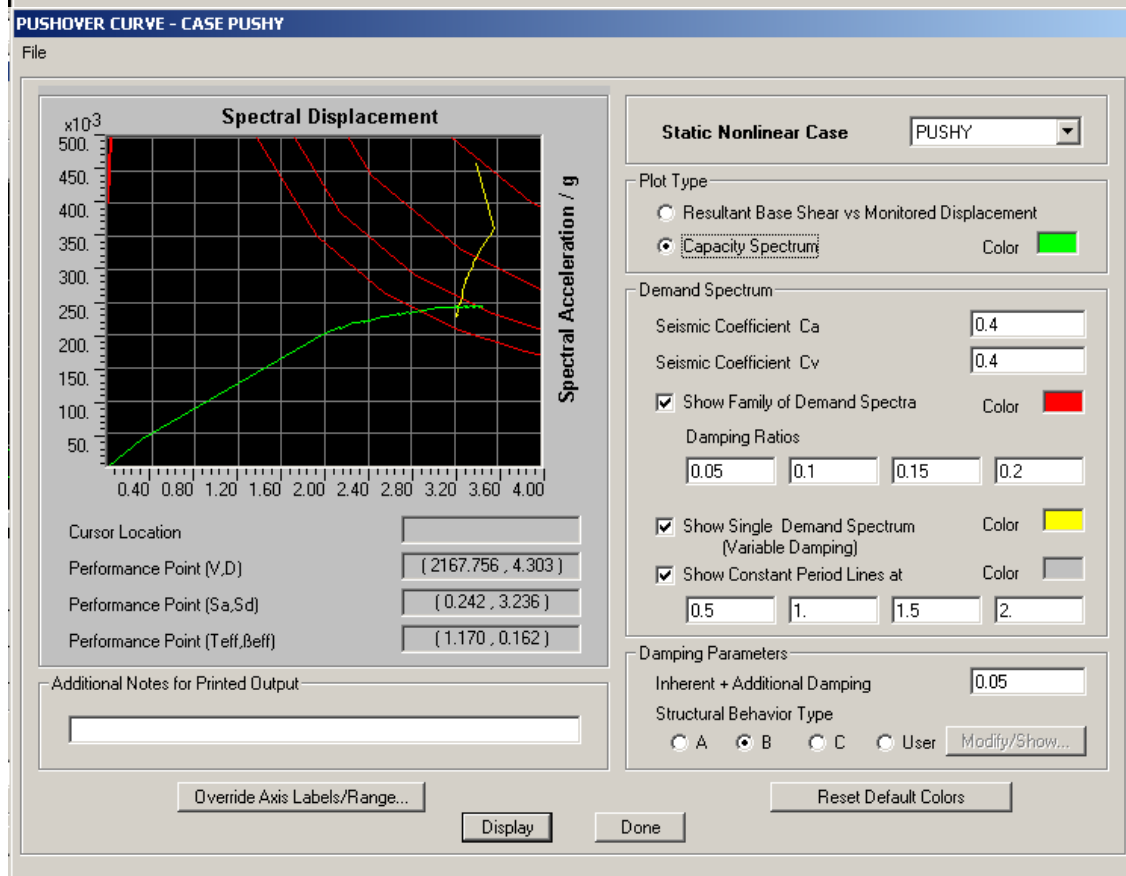 PUSHOVER CURVE - CASE PUSHY
File
Spectral Displacement
x10-3
500.
450.
400.
350.
300.
250.
200.
150.
100.
50.
Spectral Acceleration / g
0.40 0.80 1.20 1.60 2.00 2.40 2.80 3.20 3.60 4.00
Cursor Location
Performance Point (V,D) ( 2167.756 , 4.303 )
Performance Point (Sa,Sd) ( 0.242 , 3.236 )
Performance Point (Teff,ßeff) ( 1.170 , 0.162 )
Additional Notes for Printed Output
Override Axis Labels/Range...
Static Nonlinear Case PUSHY
Plot Type
Resultant Base Shear vs Monitored Displacement
Capacity Spectrum Color
Demand Spectrum
Seismic Coefficient Ca 0.4
Seismic Coefficient Cv 0.4
Show Family of Demand Spectra Color
Damping Ratios
0.05 0.1 0.15 0.2
Show Single Demand Spectrum Color
(Variable Damping)
Show Constant Period Lines at Color
0.5 1. 1.5 2.
Damping Parameters
Inherent + Additional Damping 0.05
Structural Behavior Type
A B C User Modify/Show...
Reset Default Colors
Display Done